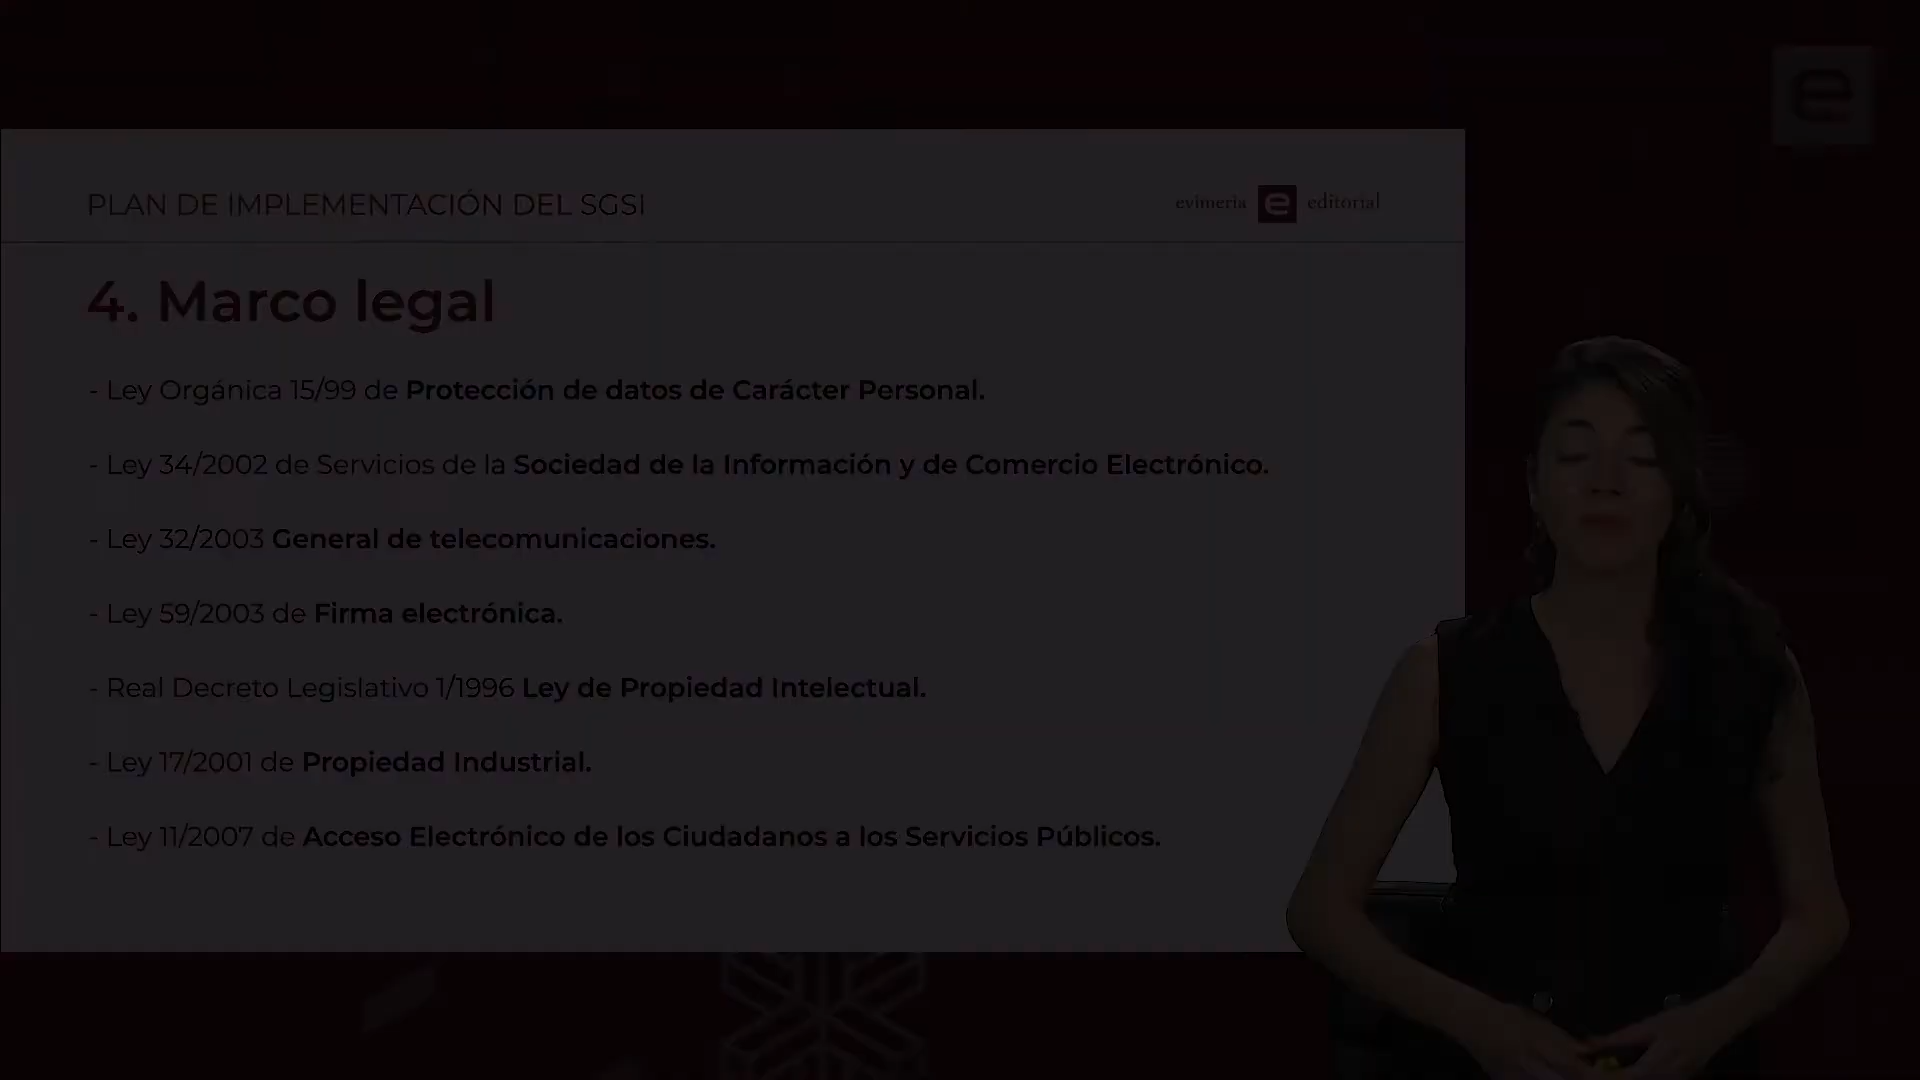 PLAN DE IMPLEMENTACIÓN DEL SGSI
evimeria e editorial
4. Marco legal
- Ley Orgánica 15/99 de Protección de datos de Carácter Personal.
- Ley 34/2002 de Servicios de la Sociedad de la Información y de Comercio Electrónico.
- Ley 32/2003 General de telecomunicaciones.
- Ley 59/2003 de Firma electrónica.
- Real Decreto Legislativo 1/1996 Ley de Propiedad Intelectual.
- Ley 17/2001 de Propiedad Industrial.
- Ley 11/2007 de Acceso Electrónico de los Ciudadanos a los Servicios Públicos.
e